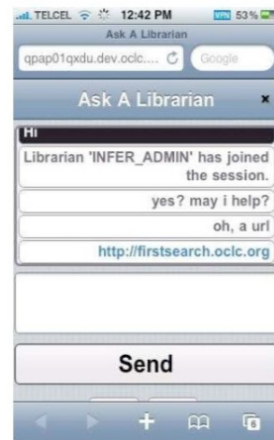 TELCEL 12:42 PM 53%
Ask A Librarian
qpap01qxdu.dev.oclc.... Google
Ask A Librarian ×
Hi
Librarian 'INFER_ADMIN' has joined
the session.
yes? may i help?
oh, a url
http://firstsearch.oclc.org
Send
6